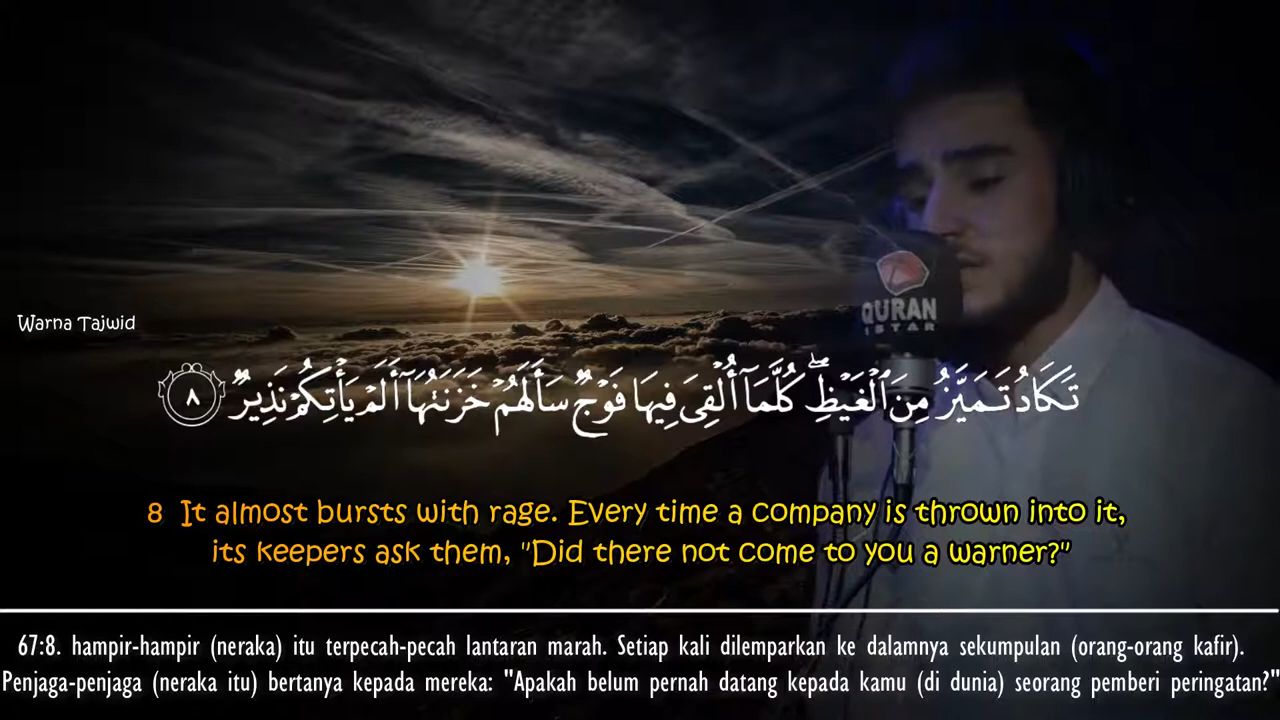 QURAN
ISTAR
Warna Tajwid
تَكَادُ تَمَيَّزُ مِنَ ٱلْغَيْظِ ۖ كُلَّمَآ أُلْقِىَ فِيهَا فَوْجٌ سَأَلَهُمْ خَزَنَتُهَآ أَلَمْ يَأْتِكُمْ نَذِيرٌ ٨
8 It almost bursts with rage. Every time a company is thrown into it,
its keepers ask them, "Did there not come to you a warner?"
67:8. hampir-hampir (neraka) itu terpecah-pecah lantaran marah. Setiap kali dilemparkan ke dalamnya sekumpulan (orang-orang kafir).
Penjaga-penjaga (neraka itu) bertanya kepada mereka: "Apakah belum pernah datang kepada kamu (di dunia) seorang pemberi peringatan?"